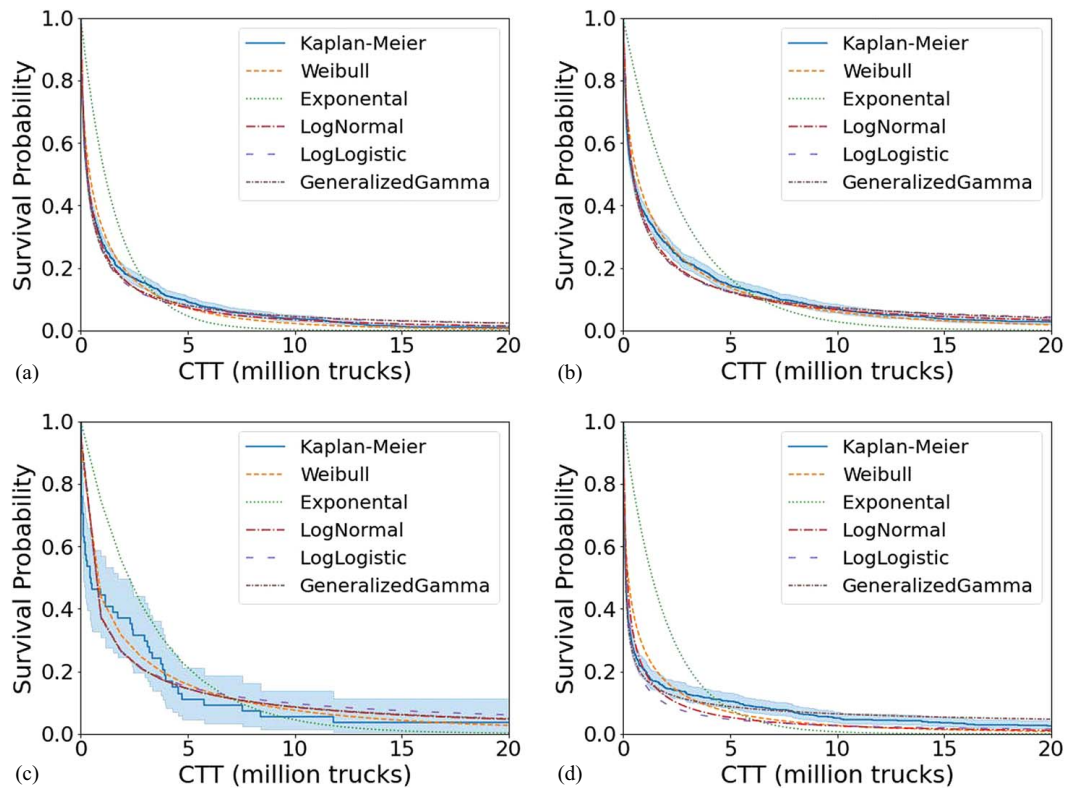 1.0
0.8
0.6
0.4
0.2
0.0
Survival Probability
Kaplan-Meier
Weibull
Exponental
LogNormal
LogLogistic
GeneralizedGamma
0
5
10
15
20
CTT (million trucks)
(a)
1.0
0.8
0.6
0.4
0.2
0.0
Survival Probability
Kaplan-Meier
Weibull
Exponental
LogNormal
LogLogistic
GeneralizedGamma
0
5
10
15
20
CTT (million trucks)
(b)
1.0
0.8
0.6
0.4
0.2
0.0
Survival Probability
Kaplan-Meier
Weibull
Exponental
LogNormal
LogLogistic
GeneralizedGamma
0
5
10
15
20
CTT (million trucks)
(c)
1.0
0.8
0.6
0.4
0.2
0.0
Survival Probability
Kaplan-Meier
Weibull
Exponental
LogNormal
LogLogistic
GeneralizedGamma
0
5
10
15
20
CTT (million trucks)
(d)